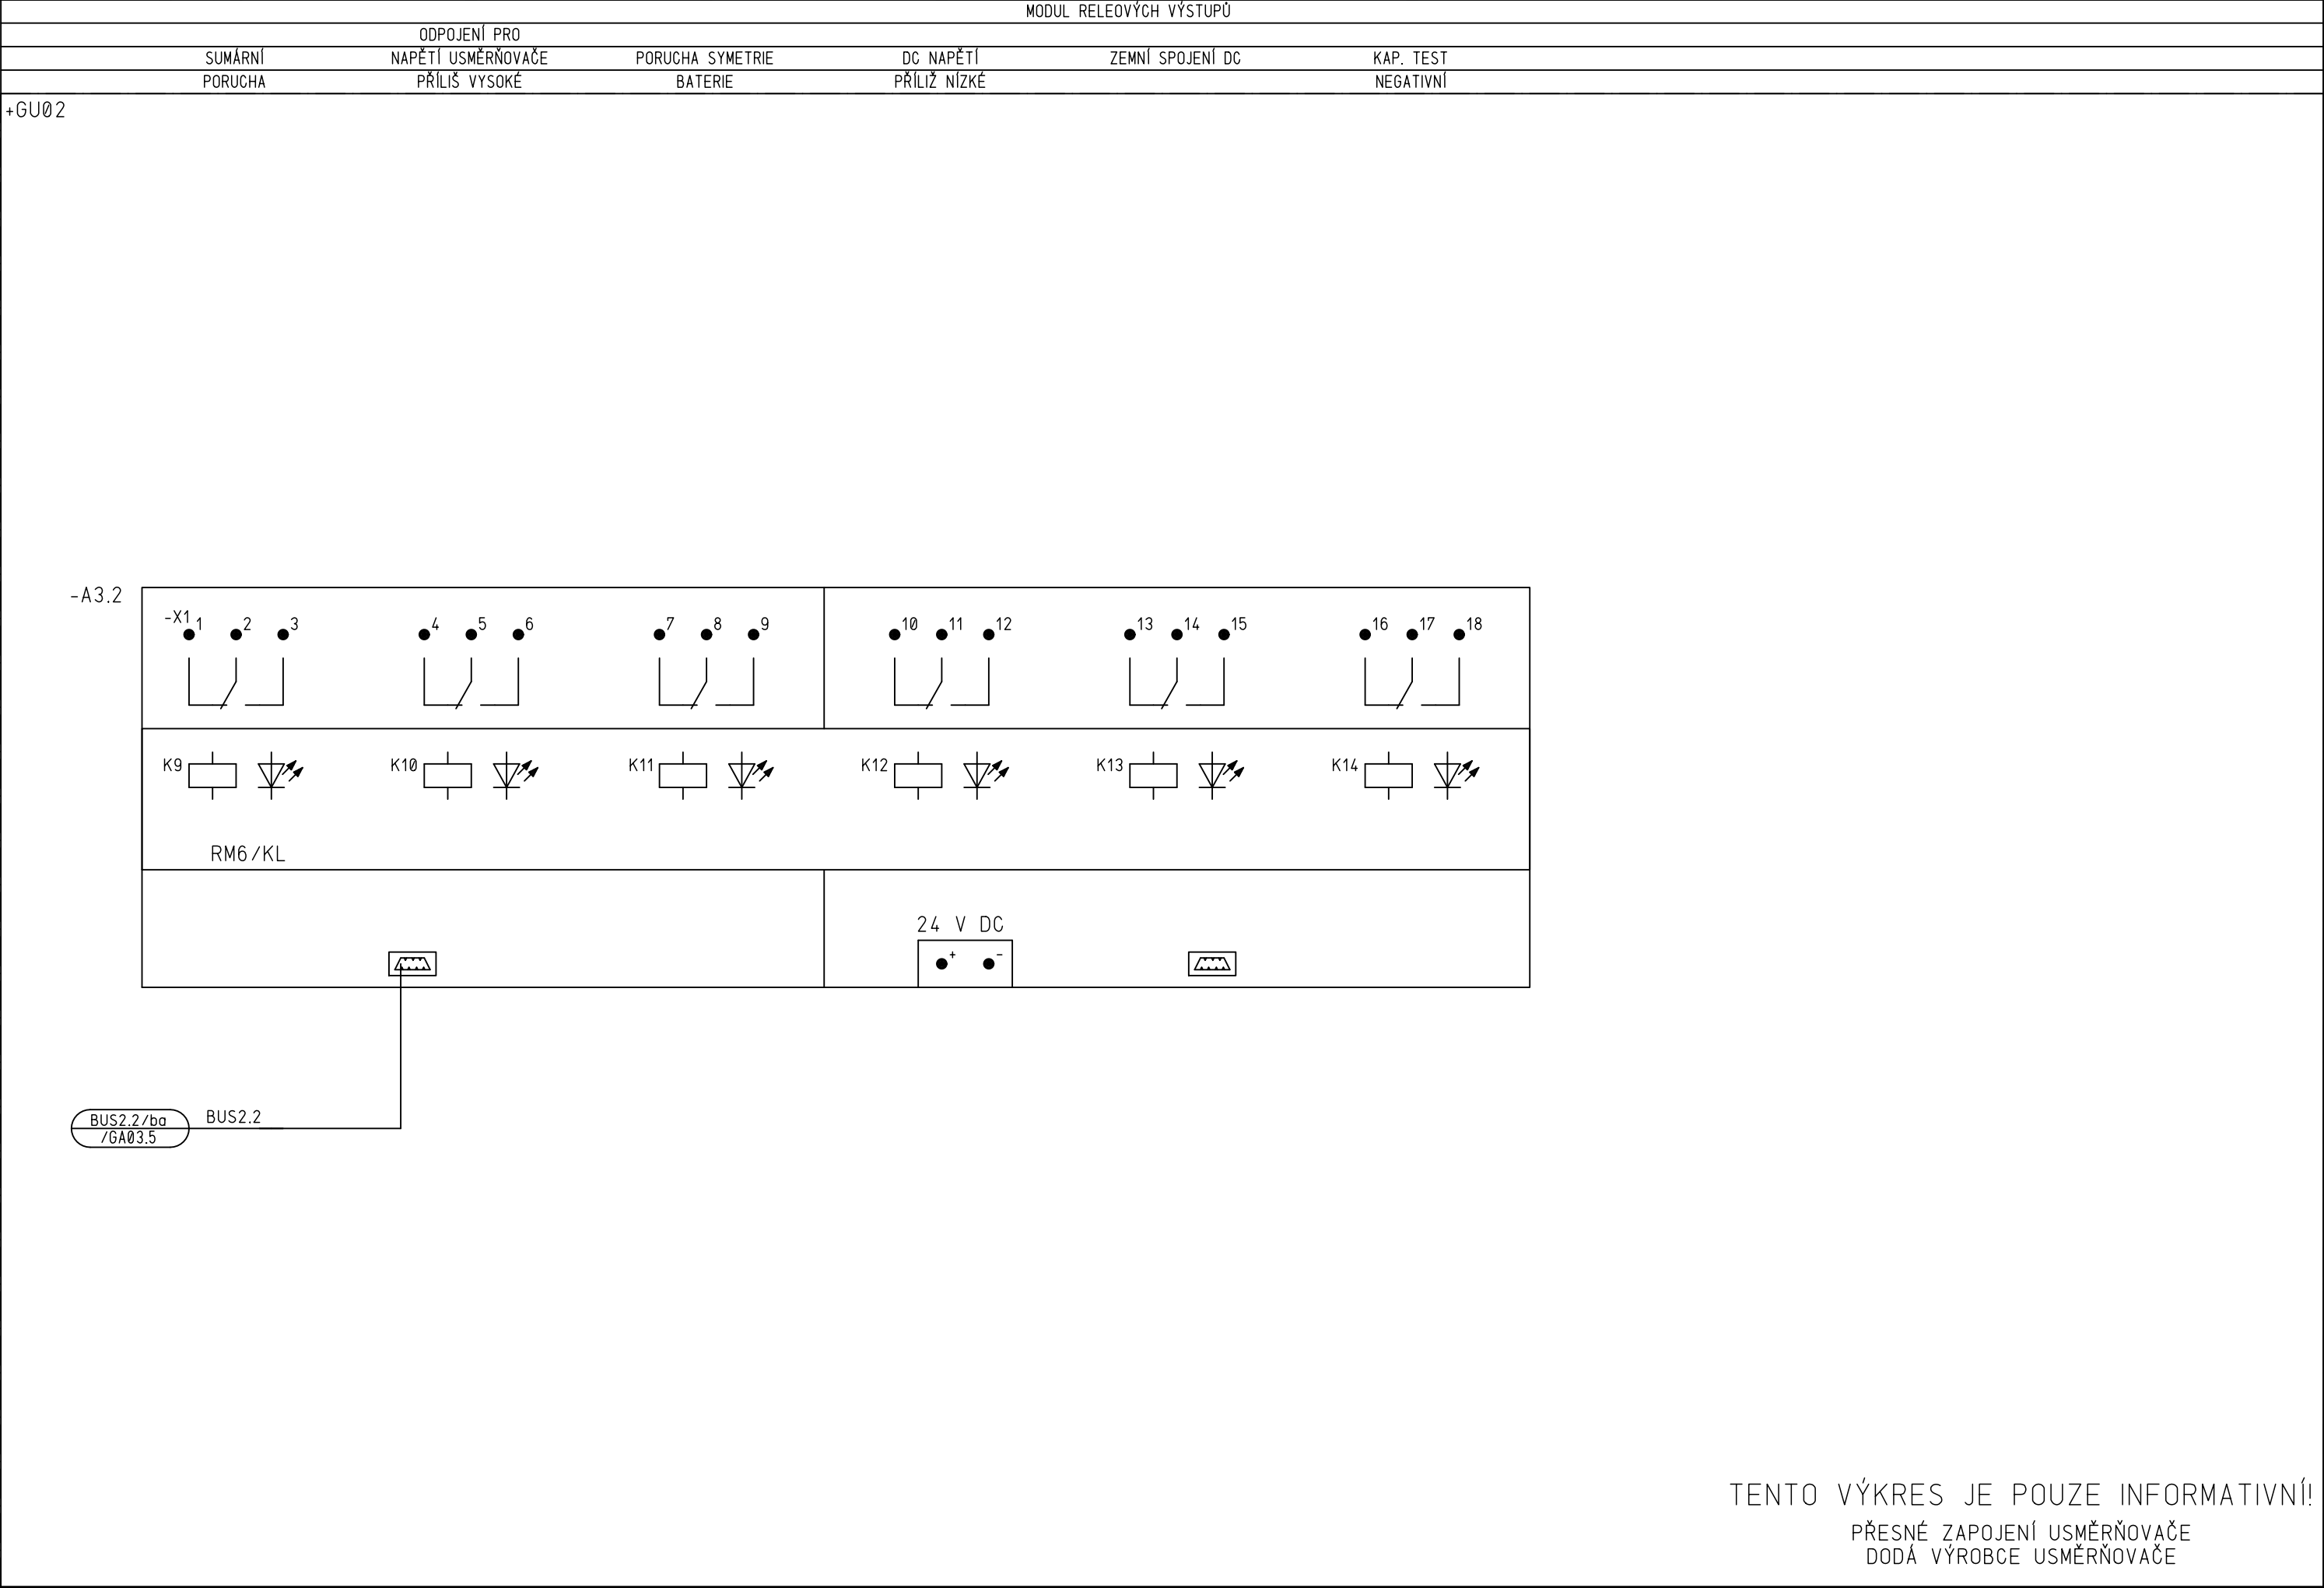 MODUL RELEOVÝCH VÝSTUPŮ
ODPOJENÍ PRO
SUMÁRNÍ NAPĚTÍ USMĚRŇOVAČE PORUCHA SYMETRIE DC NAPĚTÍ ZEMNÍ SPOJENÍ DC KAP. TEST
PORUCHA PŘÍLIŠ VYSOKÉ BATERIE PŘÍLIŽ NÍZKÉ NEGATIVNÍ
+GU02
-A3.2
-X1 1 2 3 4 5 6 7 8 9 10 11 12 13 14 15 16 17 18
K9 K10 K11 K12 K13 K14
RM6/KL
24 V DC
+ -
BUS2.2/ba BUS2.2
/GA03.5
TENTO VÝKRES JE POUZE INFORMATIVNÍ!
PŘESNÉ ZAPOJENÍ USMĚRŇOVAČE
DODÁ VÝROBCE USMĚRŇOVAČE